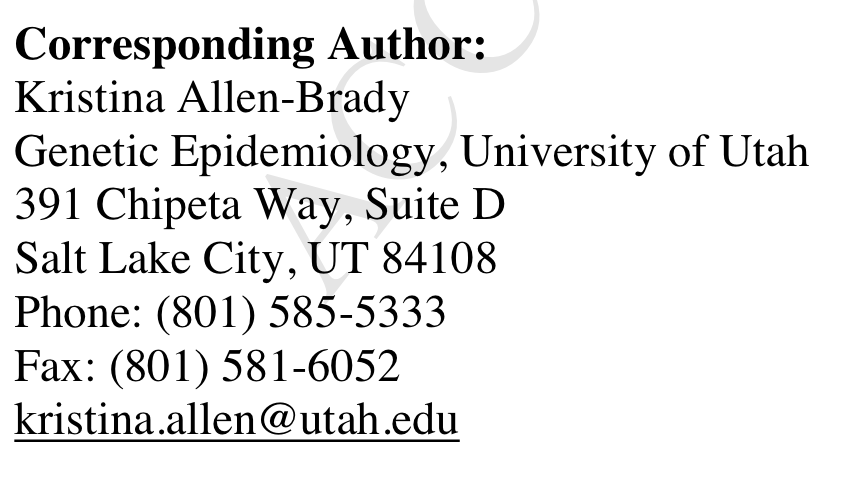 Corresponding Author:
Kristina Allen-Brady
Genetic Epidemiology, University of Utah
391 Chipeta Way, Suite D
Salt Lake City, UT 84108
Phone: (801) 585-5333
Fax: (801) 581-6052
kristina.allen@utah.edu
ACC